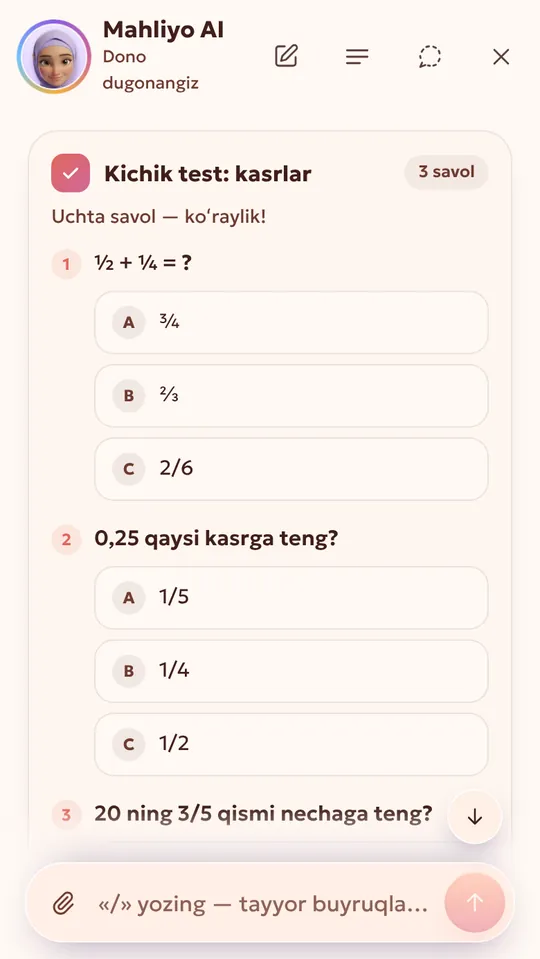 Mahliyo AI
Dono
dugonangiz
Kichik test: kasrlar
3 savol
Uchta savol — koʻraylik!
1 ½ + ¼ = ?
A ¾
B ⅔
C 2/6
2 0,25 qaysi kasrga teng?
A 1/5
B 1/4
C 1/2
3 20 ning 3/5 qismi nechaga teng?
«/» yozing — tayyor buyruqla...